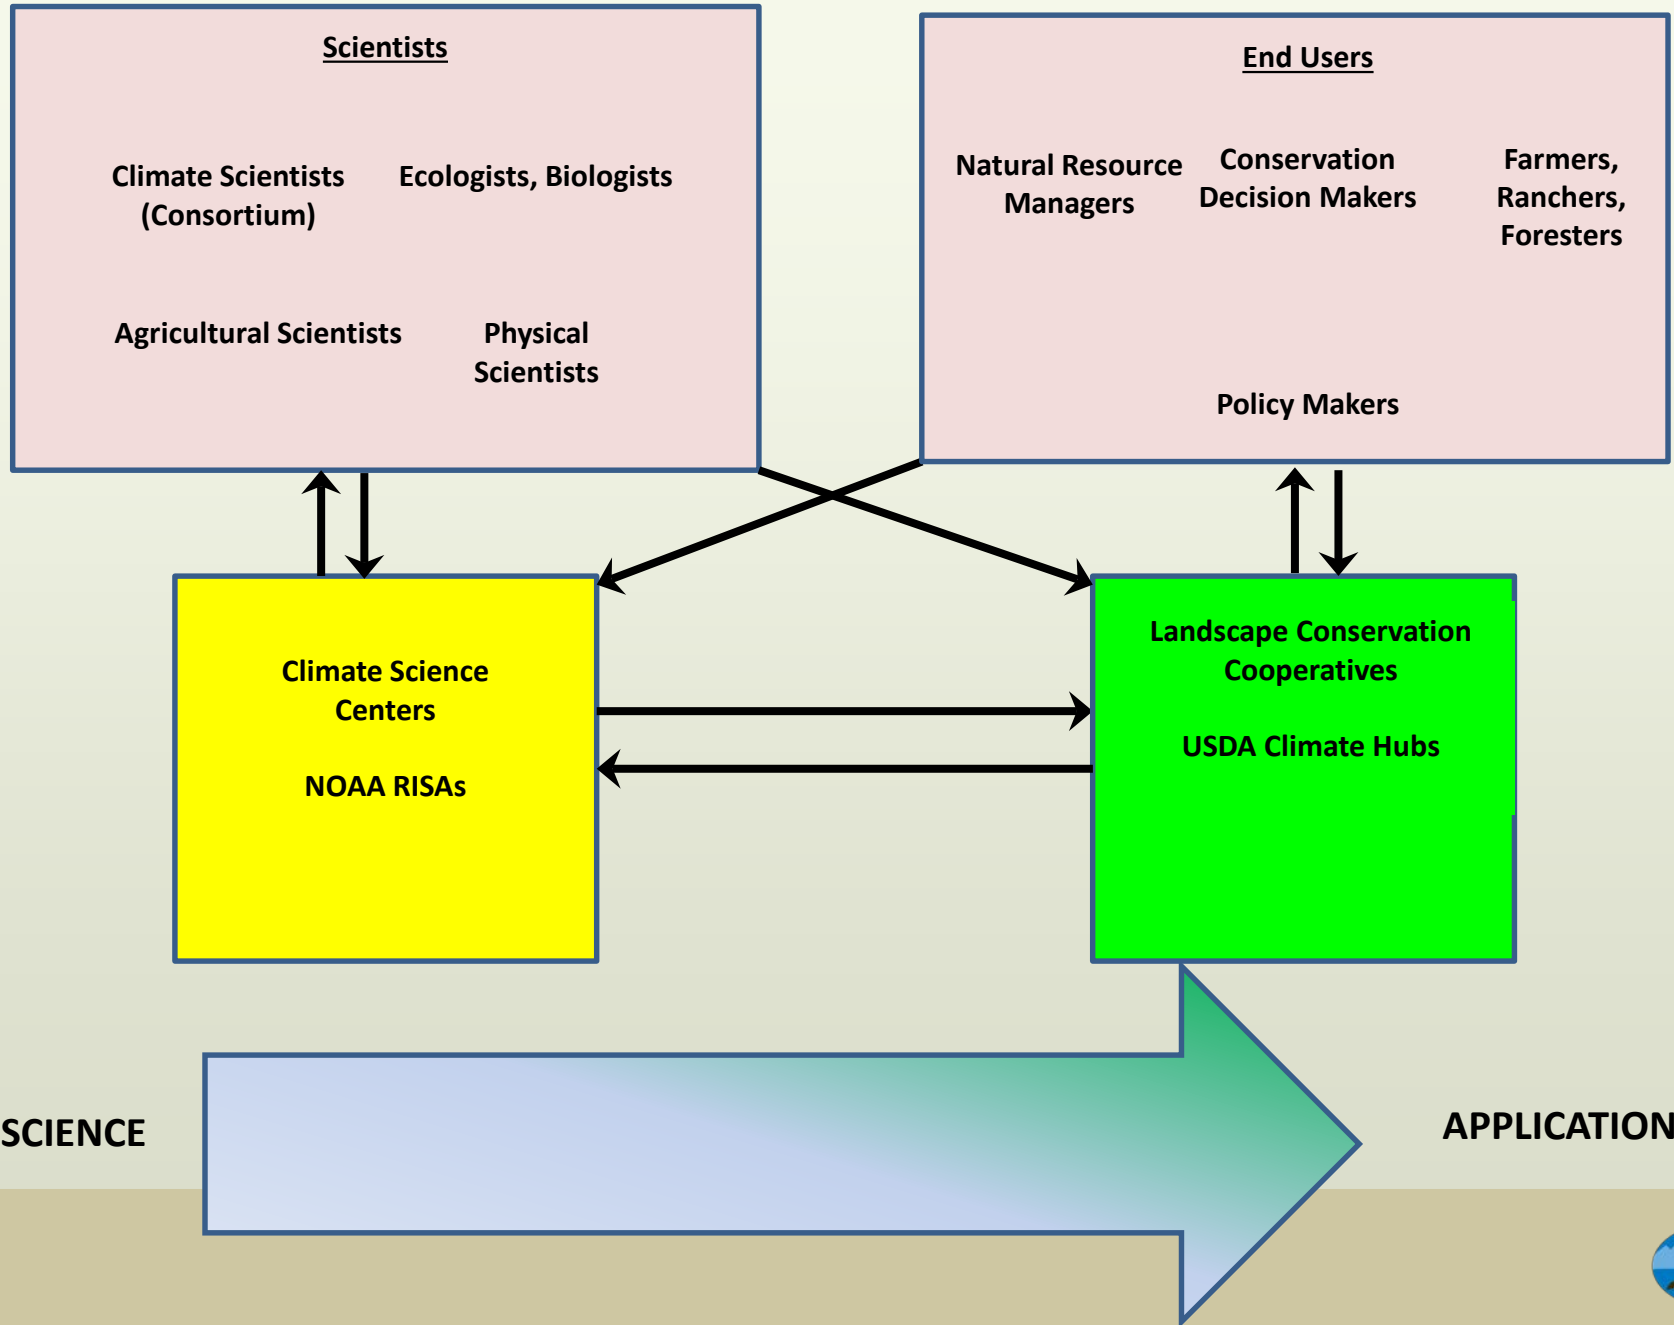 Scientists
Climate Scientists
(Consortium)
Ecologists, Biologists
Agricultural Scientists
Physical
Scientists
End Users
Natural Resource
Managers
Conservation
Decision Makers
Farmers,
Ranchers,
Foresters
Policy Makers
Climate Science
Centers
NOAA RISAs
Landscape Conservation
Cooperatives
USDA Climate Hubs
SCIENCE
APPLICATION